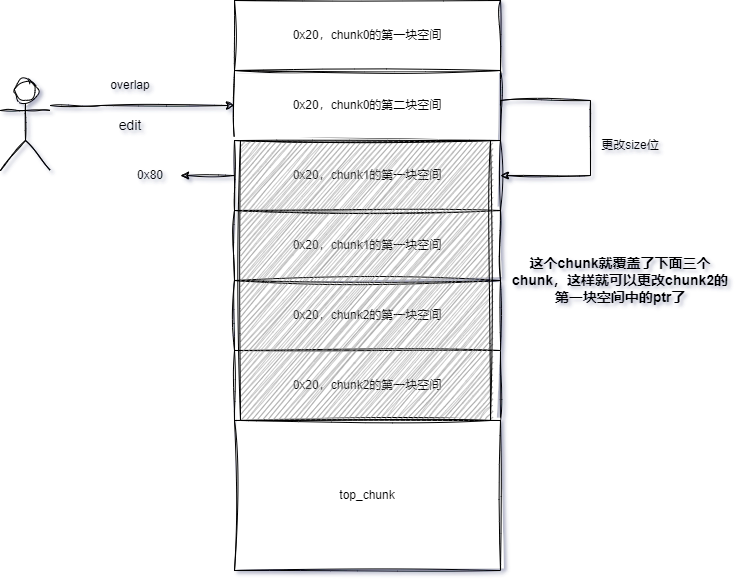 0x20，chunk0的第一块空间
overlap
0x20，chunk0的第二块空间
edit
更改size位
0x80
0x20，chunk1的第一块空间
0x20，chunk1的第一块空间
这个chunk就覆盖了下面三个
chunk，这样就可以更改chunk2的
第一块空间中的ptr了
0x20，chunk2的第一块空间
0x20，chunk2的第一块空间
top_chunk